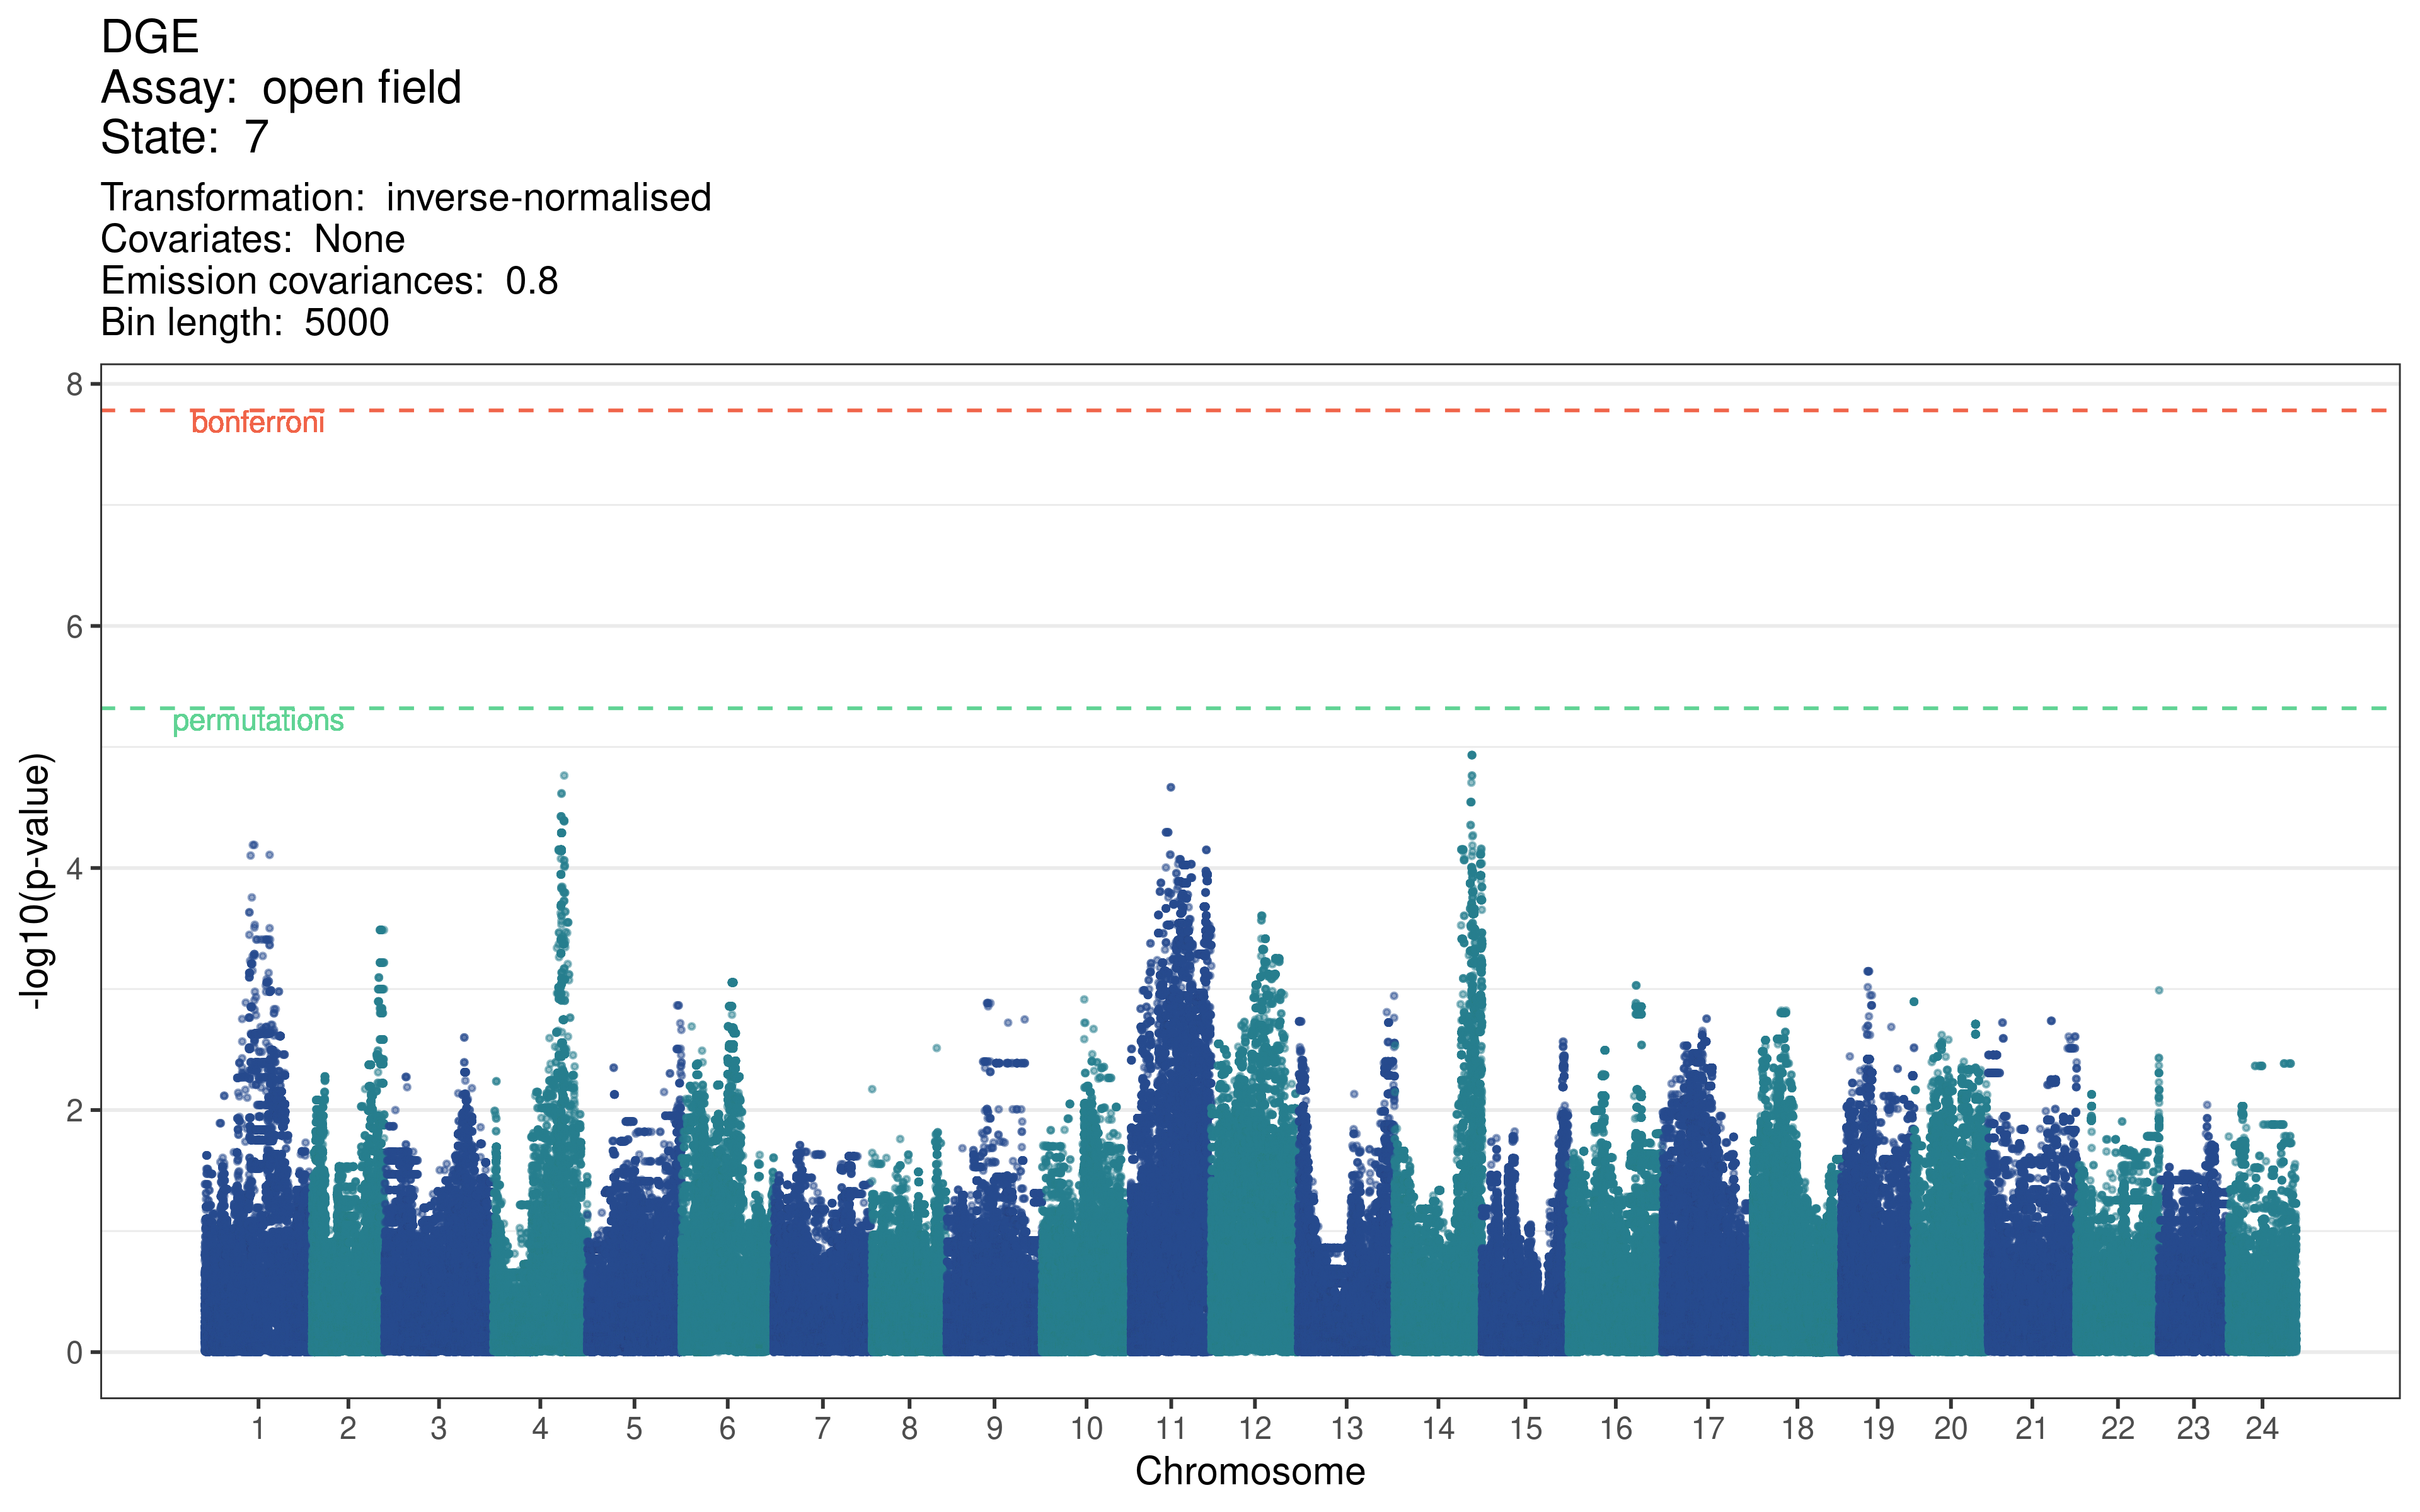 DGE
Assay:  open field
State:  7
Transformation:  inverse-normalised
Covariates:  None
Emission covariances:  0.8
Bin length:  5000
8
bonferroni
6
permutations
4
2
0
-log10(p-value)
1 2 3 4 5 6 7 8 9 10 11 12 13 14 15 16 17 18 19 20 21 22 23 24
Chromosome